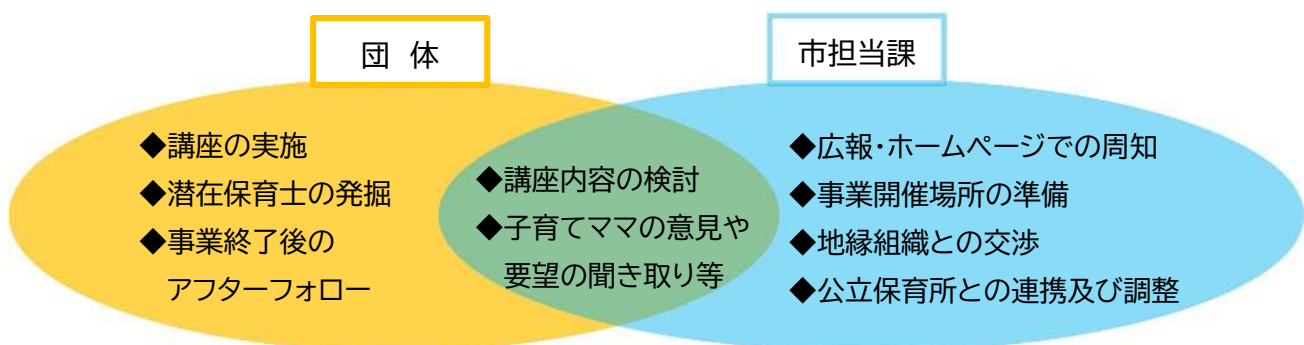 団 体
◆講座の実施
◆潜在保育士の発掘
◆事業終了後の
アフターフォロー
◆講座内容の検討
◆子育てママの意見や
要望の聞き取り等
市担当課
◆広報・ホームページでの周知
◆事業開催場所の準備
◆地縁組織との交渉
◆公立保育所との連携及び調整